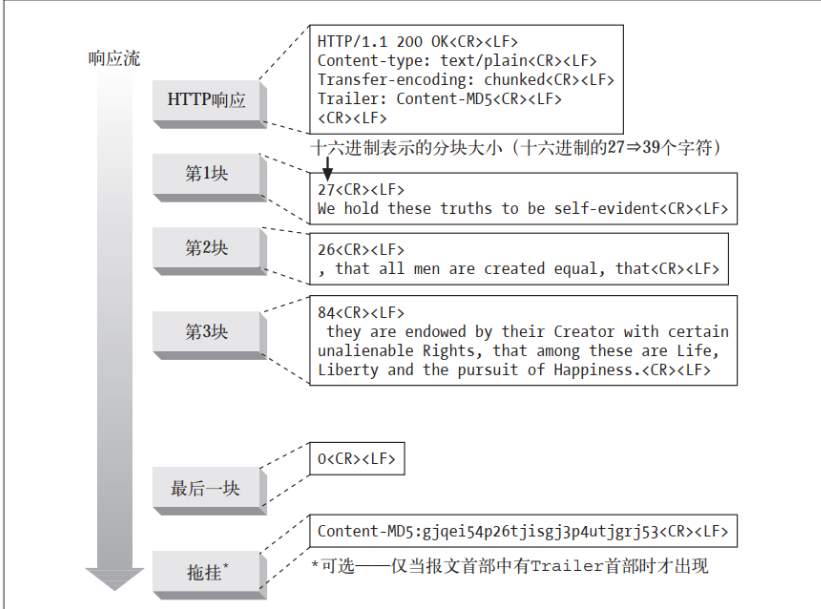 响应流
HTTP响应
HTTP/1.1 200 OK<CR><LF>
Content-type: text/plain<CR><LF>
Transfer-encoding: chunked<CR><LF>
Trailer: Content-MD5<CR><LF>
<CR><LF>
十六进制表示的分块大小（十六进制的27⇒39个字符）
第1块
27<CR><LF>
We hold these truths to be self-evident<CR><LF>
第2块
26<CR><LF>
, that all men are created equal, that<CR><LF>
第3块
84<CR><LF>
they are endowed by their Creator with certain
unalienable Rights, that among these are Life,
Liberty and the pursuit of Happiness.<CR><LF>
最后一块
0<CR><LF>
拖挂*
Content-MD5:gjqei54p26tjisgj3p4utjgrj53<CR><LF>
*可选——仅当报文首部中有Trailer首部时才出现